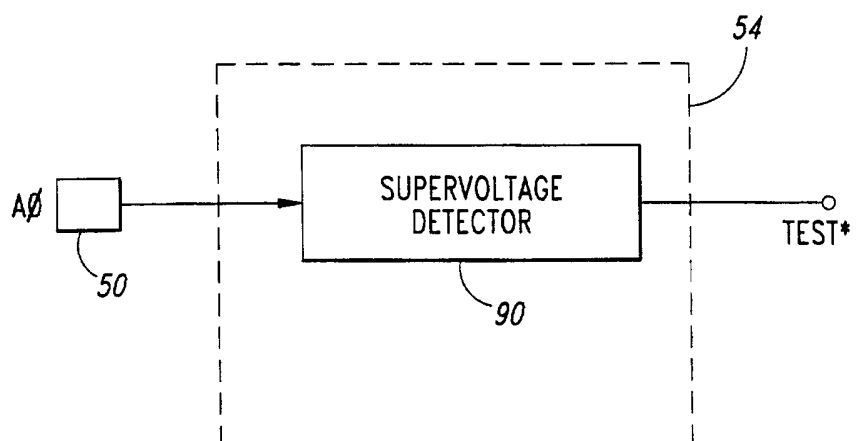 54
SUPERVOLTAGE
DETECTOR
AØ
TEST*
50
90